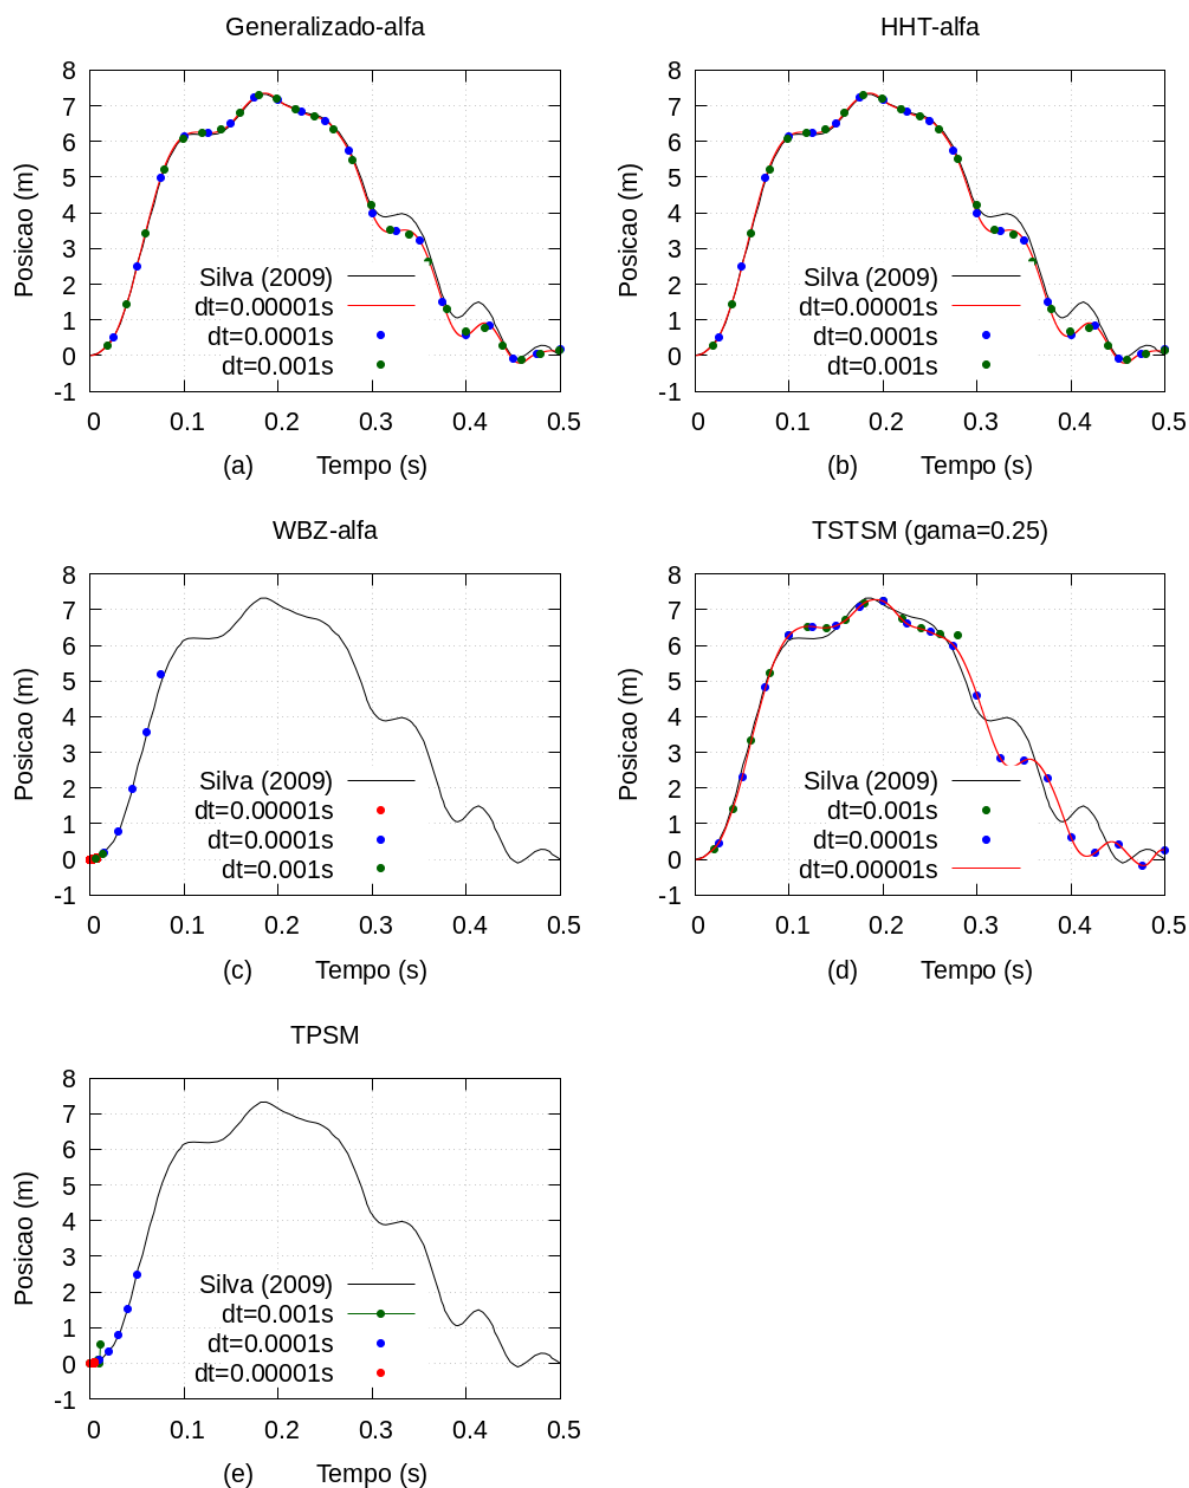 Generalizado-alfa
8
7
6
5
4
3
2
1
0
-1
Posicao (m)
Silva (2009)
dt=0.00001s
dt=0.0001s
dt=0.001s
0 0.1 0.2 0.3 0.4 0.5
(a) Tempo (s)
HHT-alfa
8
7
6
5
4
3
2
1
0
-1
Posicao (m)
Silva (2009)
dt=0.00001s
dt=0.0001s
dt=0.001s
0 0.1 0.2 0.3 0.4 0.5
(b) Tempo (s)
WBZ-alfa
8
7
6
5
4
3
2
1
0
-1
Posicao (m)
Silva (2009)
dt=0.00001s
dt=0.0001s
dt=0.001s
0 0.1 0.2 0.3 0.4 0.5
(c) Tempo (s)
TSTSM (gama=0.25)
8
7
6
5
4
3
2
1
0
-1
Posicao (m)
Silva (2009)
dt=0.001s
dt=0.0001s
dt=0.00001s
0 0.1 0.2 0.3 0.4 0.5
(d) Tempo (s)
TPSM
8
7
6
5
4
3
2
1
0
-1
Posicao (m)
Silva (2009)
dt=0.001s
dt=0.0001s
dt=0.00001s
0 0.1 0.2 0.3 0.4 0.5
(e) Tempo (s)